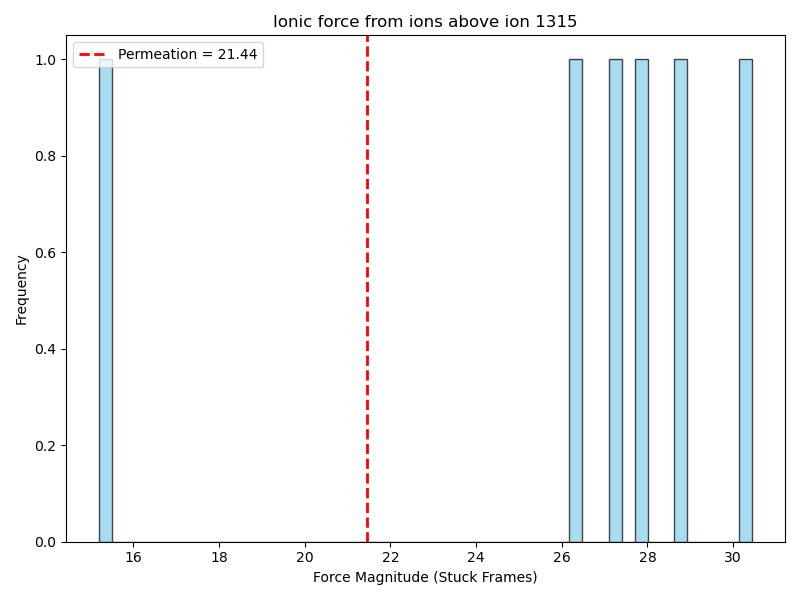 Ionic force from ions above ion 1315
Permeation = 21.44
1.0
0.8
0.6
0.4
0.2
0.0
Frequency
16 18 20 22 24 26 28 30
Force Magnitude (Stuck Frames)